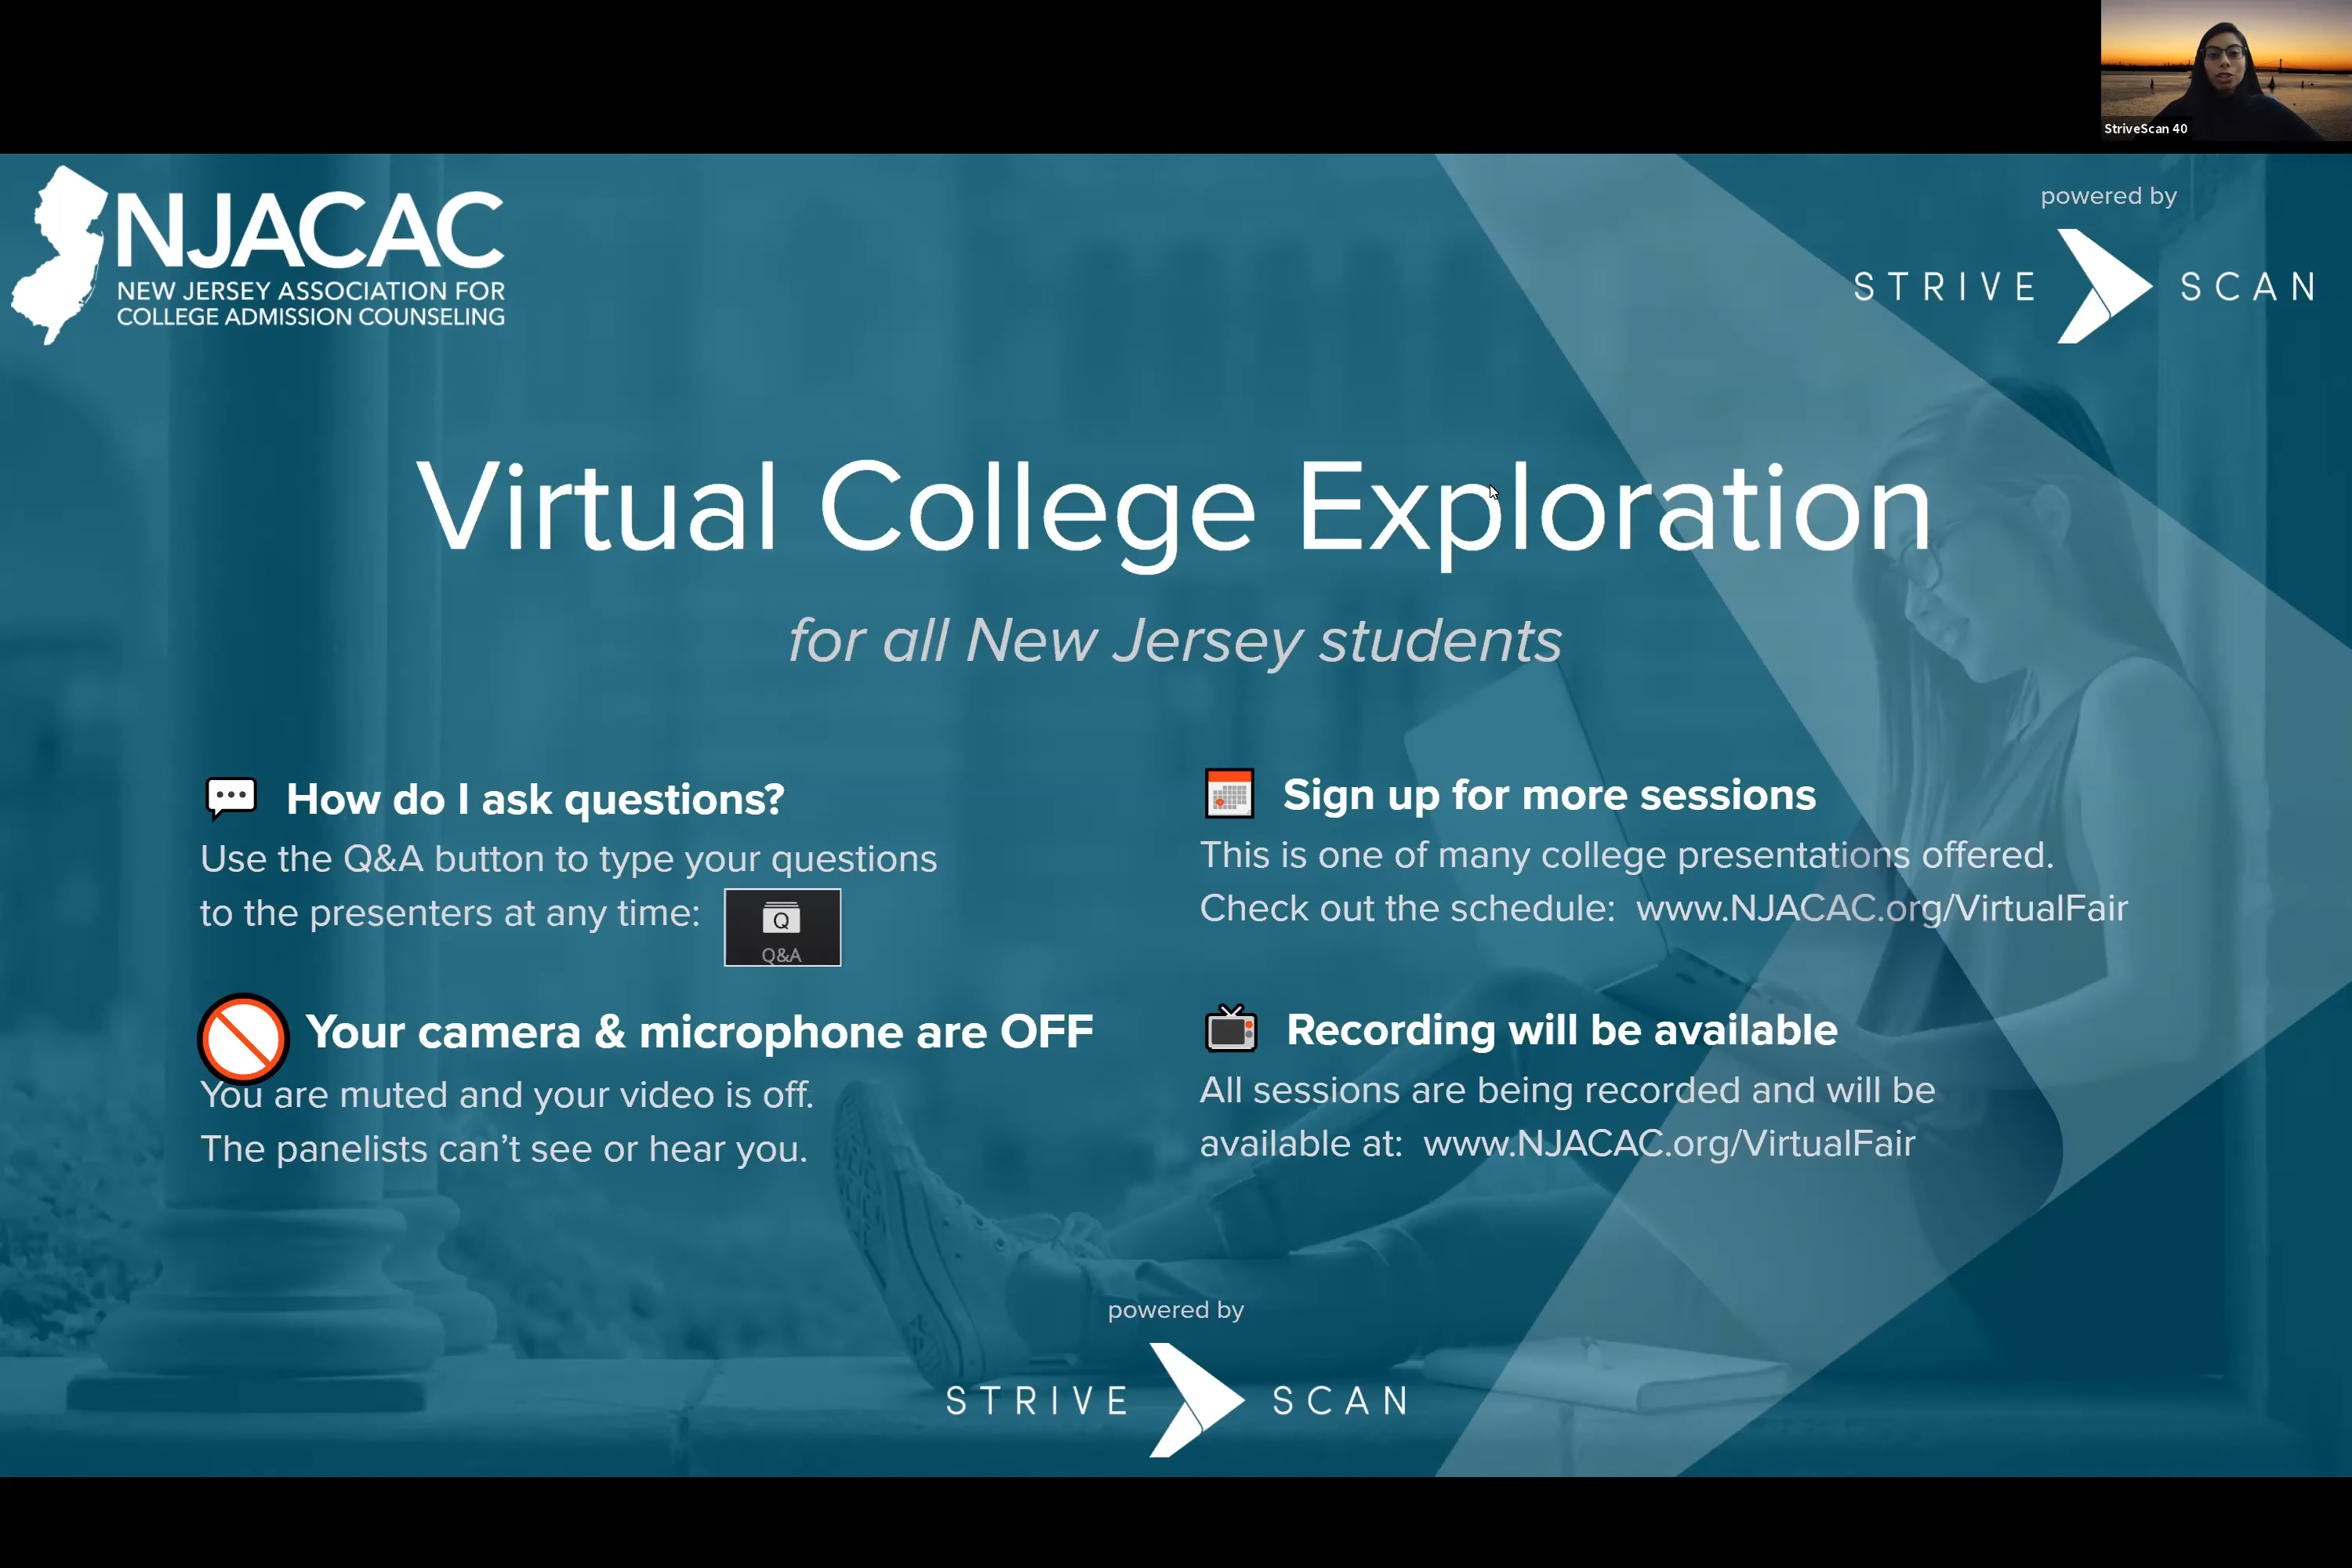 StriveScan 40
NJACAC
NEW JERSEY ASSOCIATION FOR
COLLEGE ADMISSION COUNSELING
powered by
STRIVE SCAN
Virtual College Exploration
for all New Jersey students
How do I ask questions?
Use the Q&A button to type your questions
to the presenters at any time:
Q
Q&A
Your camera & microphone are OFF
You are muted and your video is off.
The panelists can’t see or hear you.
Sign up for more sessions
This is one of many college presentations offered.
Check out the schedule: www.NJACAC.org/VirtualFair
Recording will be available
All sessions are being recorded and will be
available at: www.NJACAC.org/VirtualFair
powered by
STRIVE SCAN